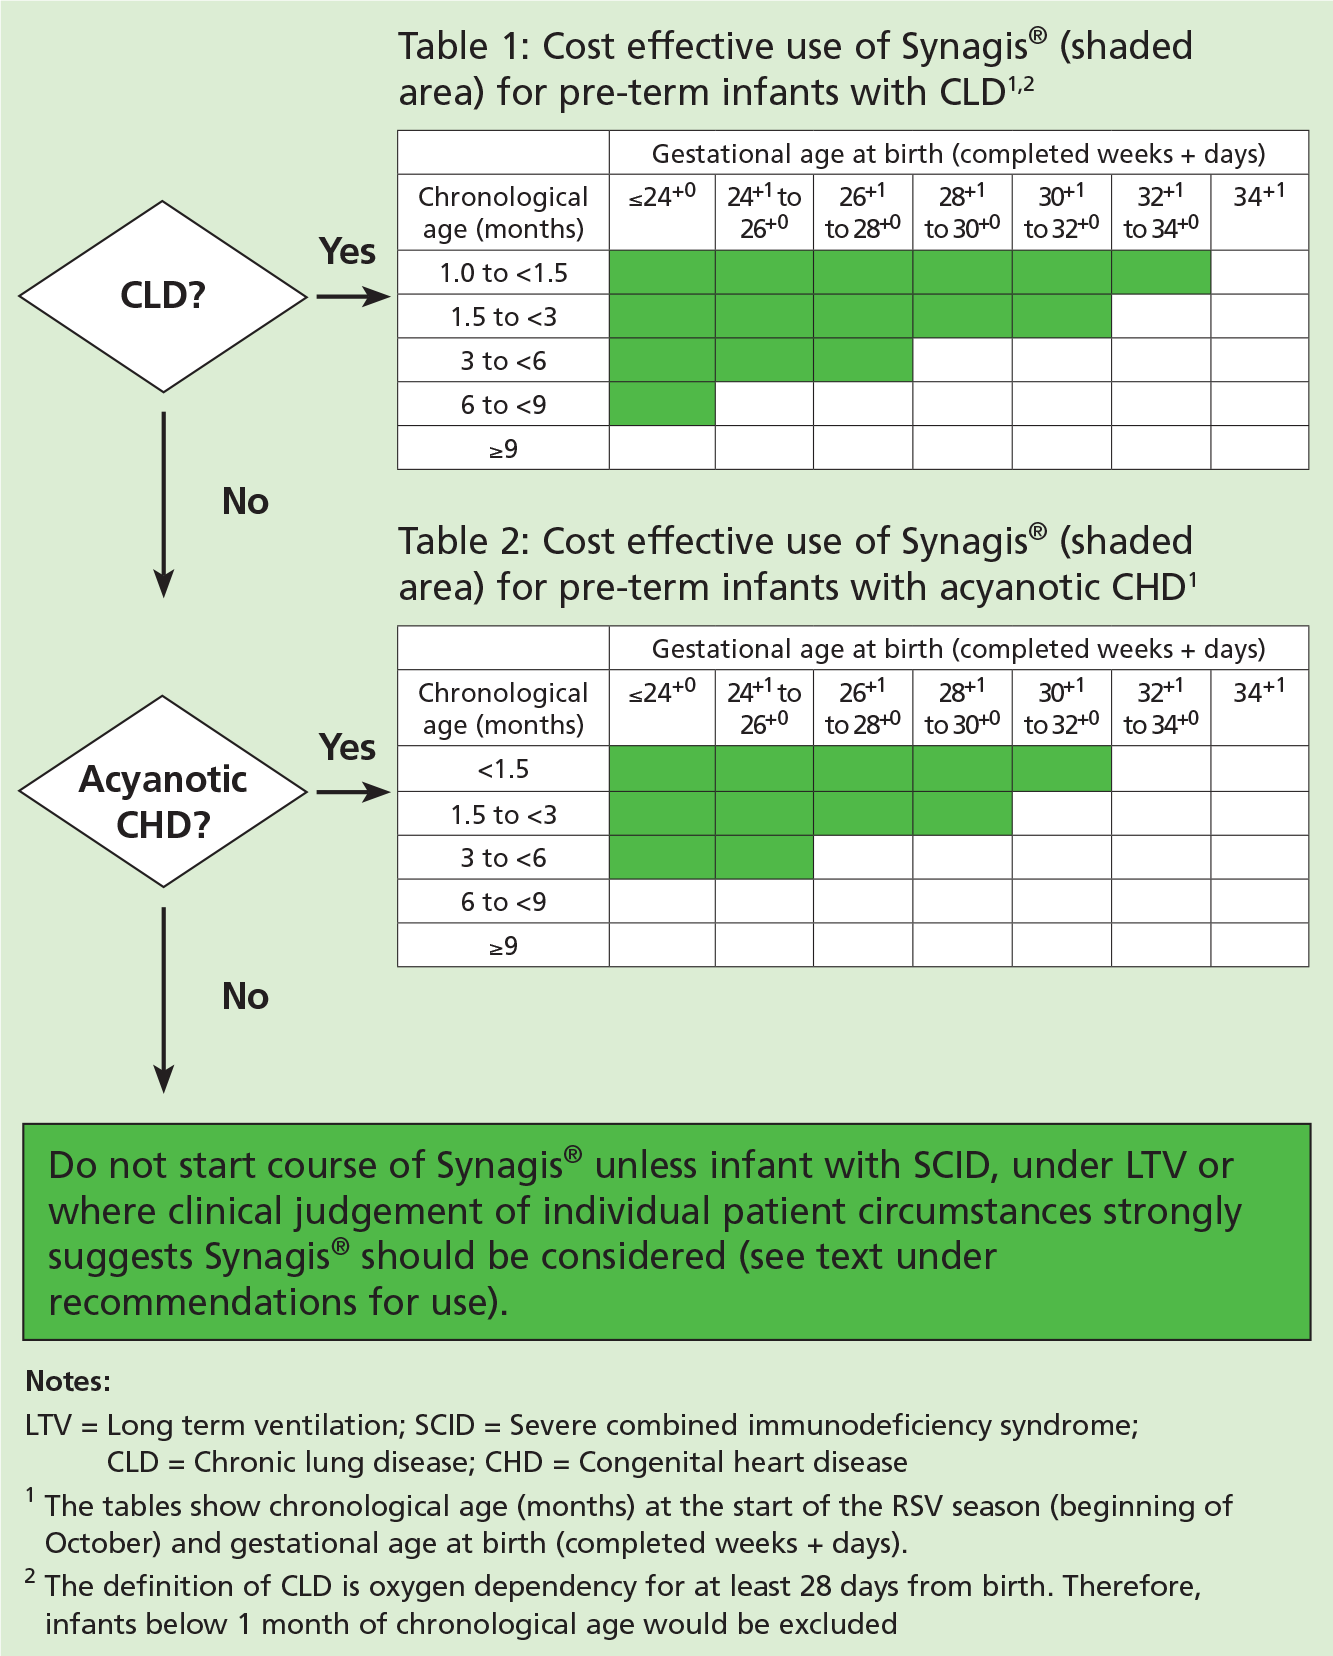 Table 1: Cost effective use of Synagis® (shaded
area) for pre-term infants with CLD1,2
Gestational age at birth (completed weeks + days)
Chronological
age (months)
≤24+0
24+1 to
26+0
26+1
to 28+0
28+1
to 30+0
30+1
to 32+0
32+1
to 34+0
34+1
1.0 to <1.5
1.5 to <3
3 to <6
6 to <9
≥9
CLD?
Yes
No
Table 2: Cost effective use of Synagis® (shaded
area) for pre-term infants with acyanotic CHD1
Gestational age at birth (completed weeks + days)
Chronological
age (months)
≤24+0
24+1 to
26+0
26+1
to 28+0
28+1
to 30+0
30+1
to 32+0
32+1
to 34+0
34+1
<1.5
1.5 to <3
3 to <6
6 to <9
≥9
Acyanotic
CHD?
Yes
No
Do not start course of Synagis® unless infant with SCID, under LTV or
where clinical judgement of individual patient circumstances strongly
suggests Synagis® should be considered (see text under
recommendations for use).
Notes:
LTV = Long term ventilation; SCID = Severe combined immunodeficiency syndrome;
CLD = Chronic lung disease; CHD = Congenital heart disease
1 The tables show chronological age (months) at the start of the RSV season (beginning of
October) and gestational age at birth (completed weeks + days).
2 The definition of CLD is oxygen dependency for at least 28 days from birth. Therefore,
infants below 1 month of chronological age would be excluded